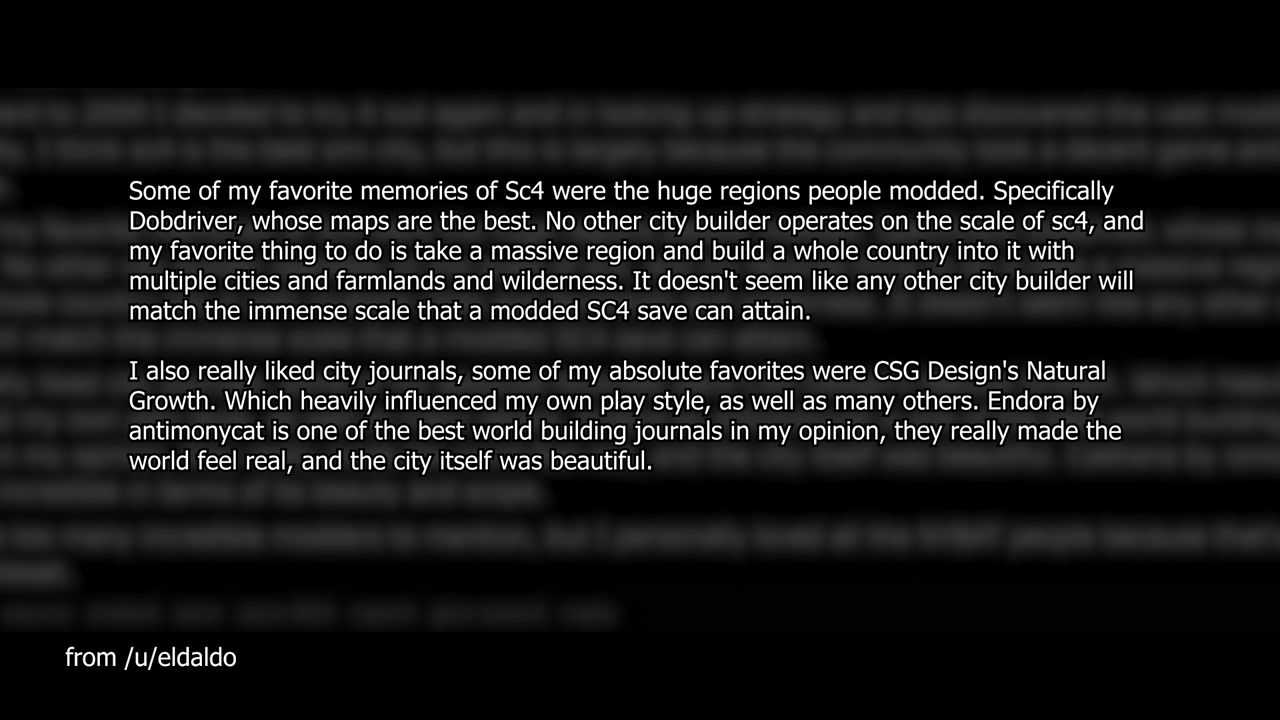 Some of my favorite memories of Sc4 were the huge regions people modded. Specifically
Dobdriver, whose maps are the best. No other city builder operates on the scale of sc4, and
my favorite thing to do is take a massive region and build a whole country into it with
multiple cities and farmlands and wilderness. It doesn't seem like any other city builder will
match the immense scale that a modded SC4 save can attain.
I also really liked city journals, some of my absolute favorites were CSG Design's Natural
Growth. Which heavily influenced my own play style, as well as many others. Endora by
antimonycat is one of the best world building journals in my opinion, they really made the
world feel real, and the city itself was beautiful.
from /u/eldaldo